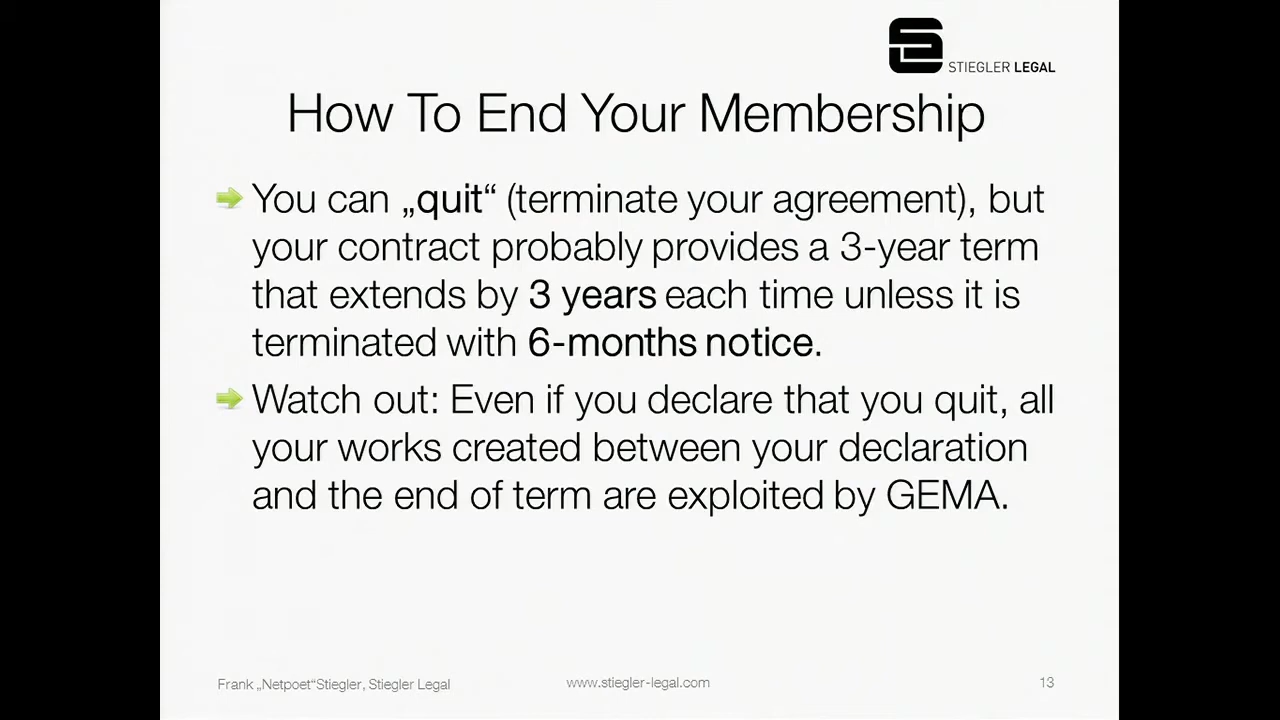 STIEGLER LEGAL
How To End Your Membership
You can „quit“ (terminate your agreement), but
your contract probably provides a 3-year term
that extends by 3 years each time unless it is
terminated with 6-months notice.
Watch out: Even if you declare that you quit, all
your works created between your declaration
and the end of term are exploited by GEMA.
Frank „Netpoet“Stiegler, Stiegler Legal
www.stiegler-legal.com
13